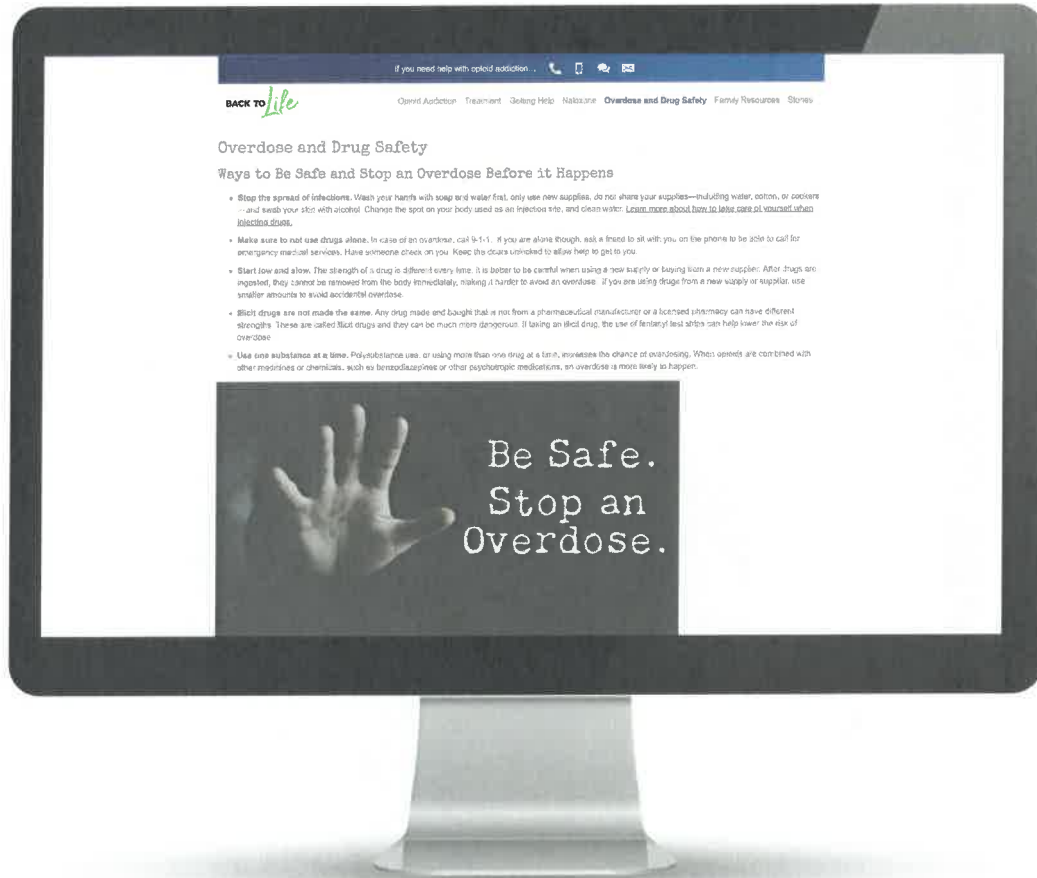 If you need help with opioid addiction . .
BACK TO Life
Opioid Addiction Treatment Getting Help Naloxone Overdose and Drug Safety Family Resources Stories
Overdose and Drug Safety
Ways to Be Safe and Stop an Overdose Before it Happens
Stop the spread of infections. Wash your hands with soap and water first, only use new supplies, do not share your supplies—including water, cotton, or cookers
—and swab your skin with alcohol. Change the spot on your body used as an injection site, and clean water. Learn more about how to take care of yourself when
injecting drugs.
Make sure to not use drugs alone. In case of an overdose, call 9-1-1. If you are alone though, ask a friend to sit with you on the phone to be able to call for
emergency medical services. Have someone check on you. Keep the doors unlocked to allow help to get to you.
Start low and slow. The strength of a drug is different every time. It is better to be careful when using a new supply or buying from a new supplier. After drugs are
ingested, they cannot be removed from the body immediately, making it harder to avoid an overdose. If you are using drugs from a new supply or supplier, use
smaller amounts to avoid accidental overdose.
Illicit drugs are not made the same. Any drug made and bought that is not from a pharmaceutical manufacturer or a licensed pharmacy can have different
strengths. These are called illicit drugs and they can be much more dangerous. If taking an illicit drug, the use of fentanyl test strips can help lower the risk of
overdose
Use one substance at a time. Polysubstance use, or using more than one drug at a time, increases the chance of overdosing. When opioids are combined with
other medicines or chemicals, such as benzodiazepines or other psychotropic medications, an overdose is more likely to happen.
Be Safe.
Stop an
Overdose.